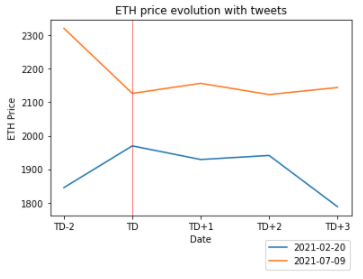 ETH price evolution with tweets
2300
2200
2100
2000
1900
1800
ETH Price
TD-2
TD
TD+1
TD+2
TD+3
Date
2021-02-20
2021-07-09